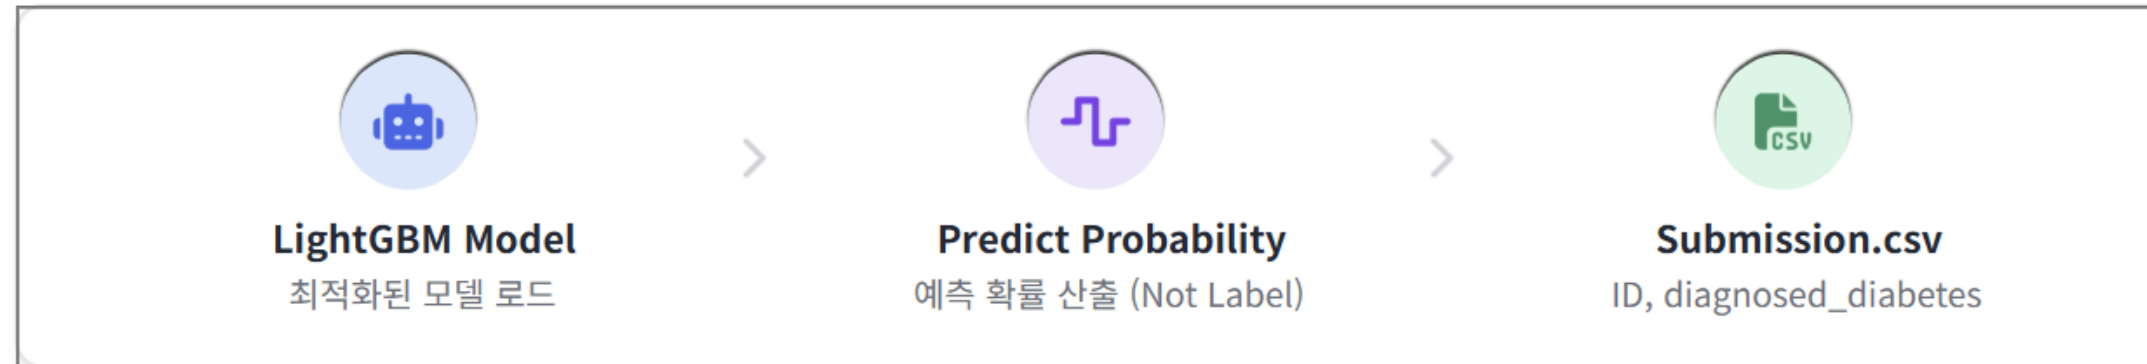 CSV
LightGBM Model
최적화된 모델 로드
Predict Probability
예측 확률 산출 (Not Label)
Submission.csv
ID, diagnosed_diabetes